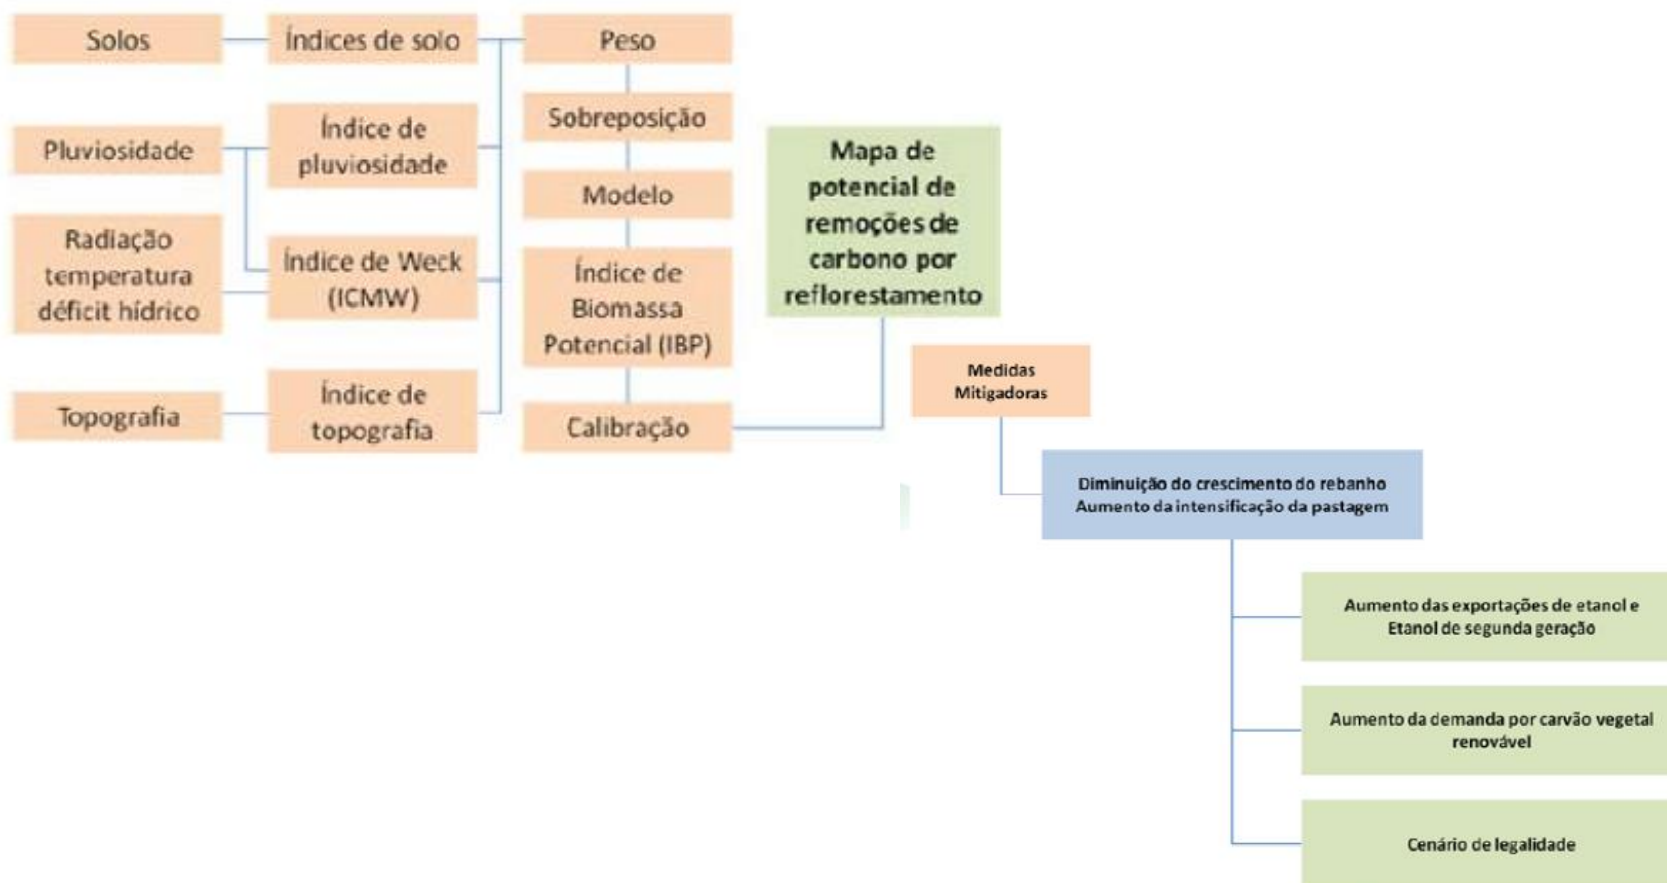 Solos
Índices de solo
Peso
Pluviosidade
Índice de
pluviosidade
Sobreposição
Radiação
temperatura
déficit hídrico
Índice de Weck
(ICMW)
Modelo
Topografia
Índice de
topografia
Índice de
Biomassa
Potencial (IBP)
Calibração
Mapa de
potencial de
remoções de
carbono por
reflorestamento
Medidas
Mitigadoras
Diminuição do crescimento do rebanho
Aumento da intensificação da pastagem
Aumento das exportações de etanol e
Etanol de segunda geração
Aumento da demanda por carvão vegetal
renovável
Cenário de legalidade